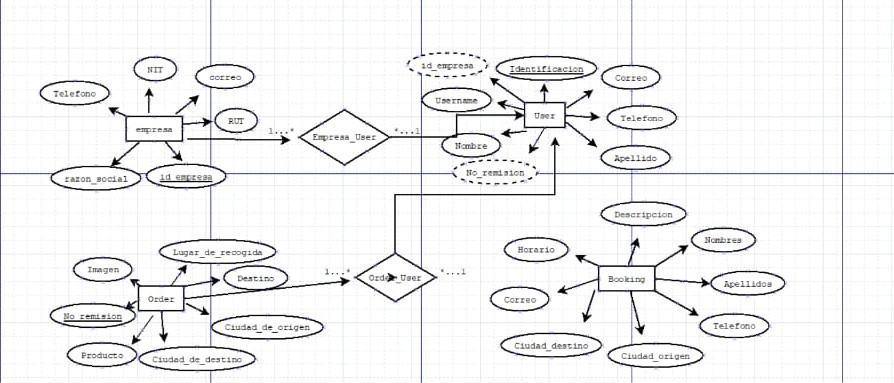 NIT
correo
Telefono
RUT
empresa
razon_social
id_empresa
1...*
Empresa_User
*...1
id_empresa
Identificacion
Correo
Username
User
Telefono
Nombre
Apellido
No_remision
Lugar_de_recogida
Imagen
Destino
Order
No_remision
Ciudad_de_origen
Producto
Ciudad_de_destino
1...*
Order_User
*...1
Descripcion
Horario
Nombres
Booking
Apellidos
Correo
Telefono
Ciudad_destino
Ciudad_origen